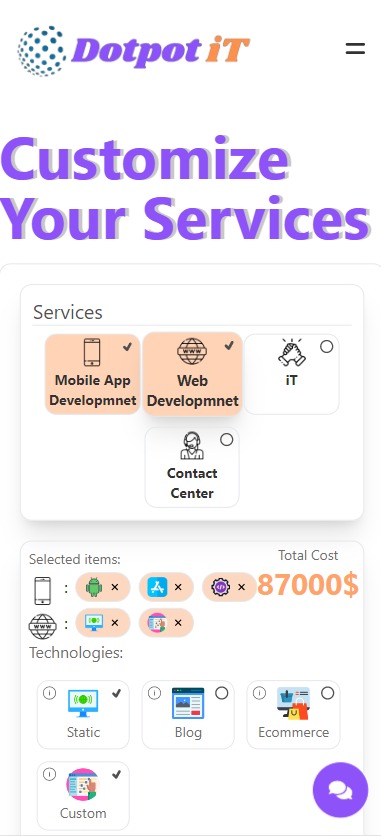 Dotpot iT
Customize
Your Services
Services
Mobile App
Developmnet
Web
Developmnet
iT
Contact
Center
Selected items:
Total Cost
87000$
: × × ×
WWW : × ×
Technologies:
Static
Blog
Ecommerce
Custom